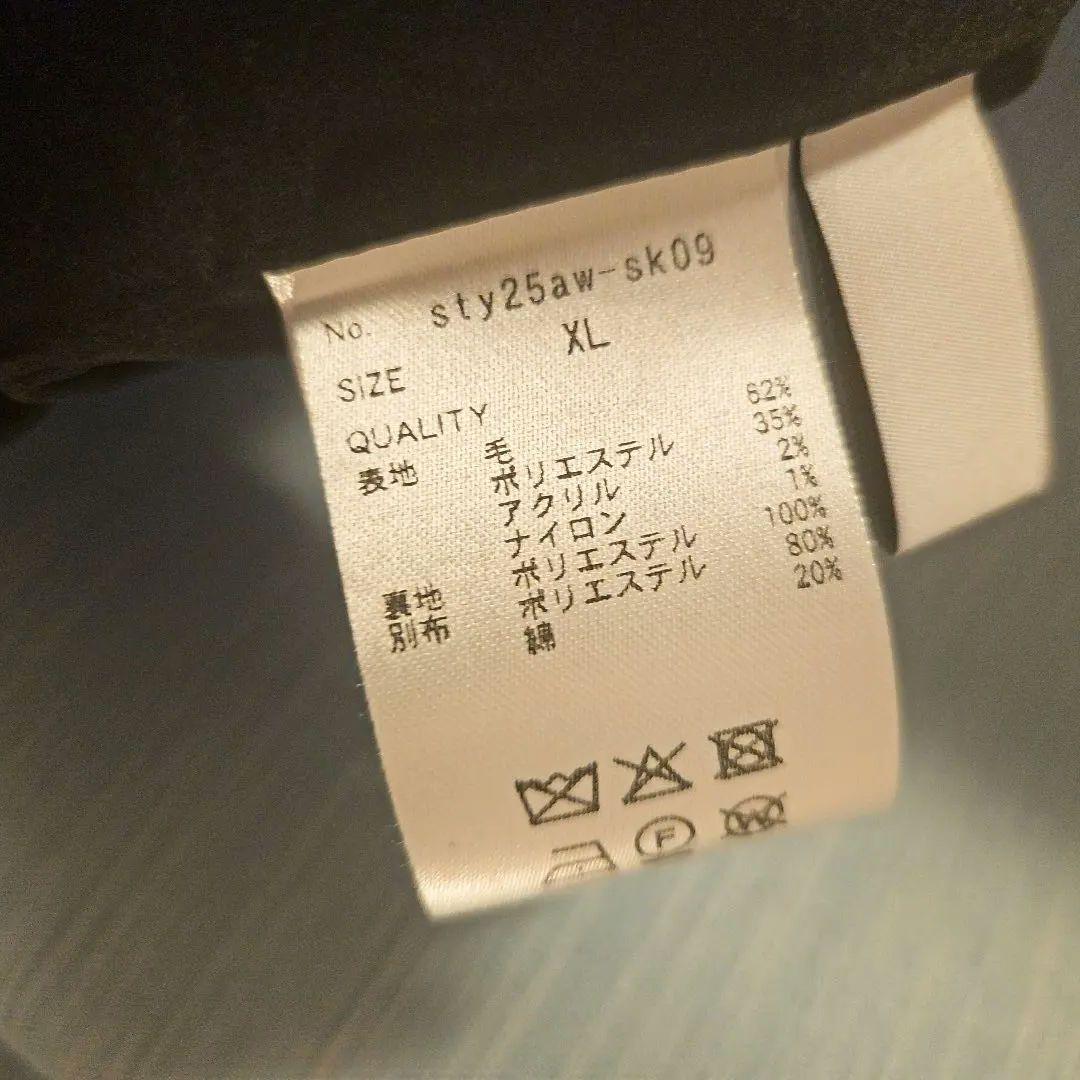 No. sty25aw-sk09
SIZE XL
QUALITY
表地 毛 62%
ポリエステル 35%
アクリル 2%
ナイロン 1%
裏地 ポリエステル 100%
別布 ポリエステル 80%
綿 20%
F
W